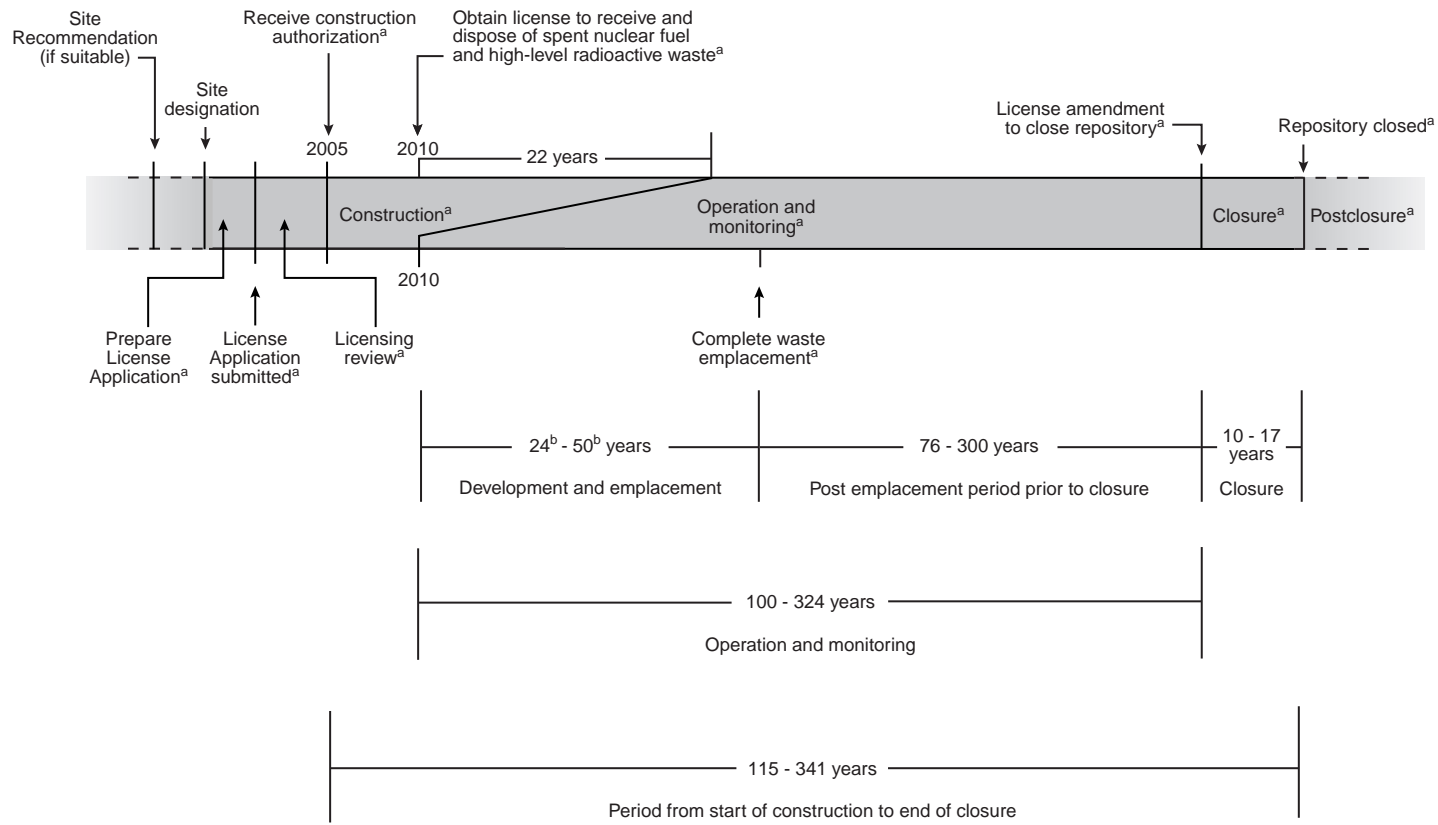 Site
Recommendation
(if suitable)
Site
designation
Receive construction
authorizationᵃ
Obtain license to receive and
dispose of spent nuclear fuel
and high-level radioactive wasteᵃ
License amendment
to close repositoryᵃ
Repository closedᵃ
2005
2010
22 years
Constructionᵃ
Operation and
monitoringᵃ
Closureᵃ
Postclosureᵃ
2010
Prepare
License
Applicationᵃ
License
Application
submittedᵃ
Licensing
reviewᵃ
Complete waste
emplacementᵃ
24ᵇ - 50ᵇ years
Development and emplacement
76 - 300 years
Post emplacement period prior to closure
10 - 17
years
Closure
100 - 324 years
Operation and monitoring
115 - 341 years
Period from start of construction to end of closure